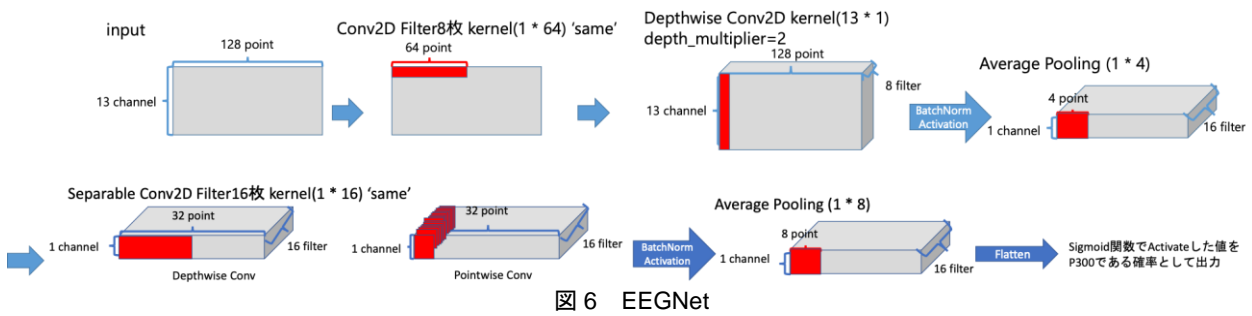 input
128 point
13 channel
Conv2D Filter8枚 kernel(1 * 64) ‘same’
64 point
Depthwise Conv2D kernel(13 * 1)
depth_multiplier=2
128 point
13 channel
8 filter
BatchNorm
Activation
Average Pooling (1 * 4)
4 point
1 channel
16 filter
Separable Conv2D Filter16枚 kernel(1 * 16) ‘same’
32 point
1 channel
16 filter
Depthwise Conv
32 point
1 channel
16 filter
Pointwise Conv
BatchNorm
Activation
Average Pooling (1 * 8)
8 point
1 channel
16 filter
Flatten
Sigmoid関数でActivateした値を
P300である確率として出力
図 6 EEGNet